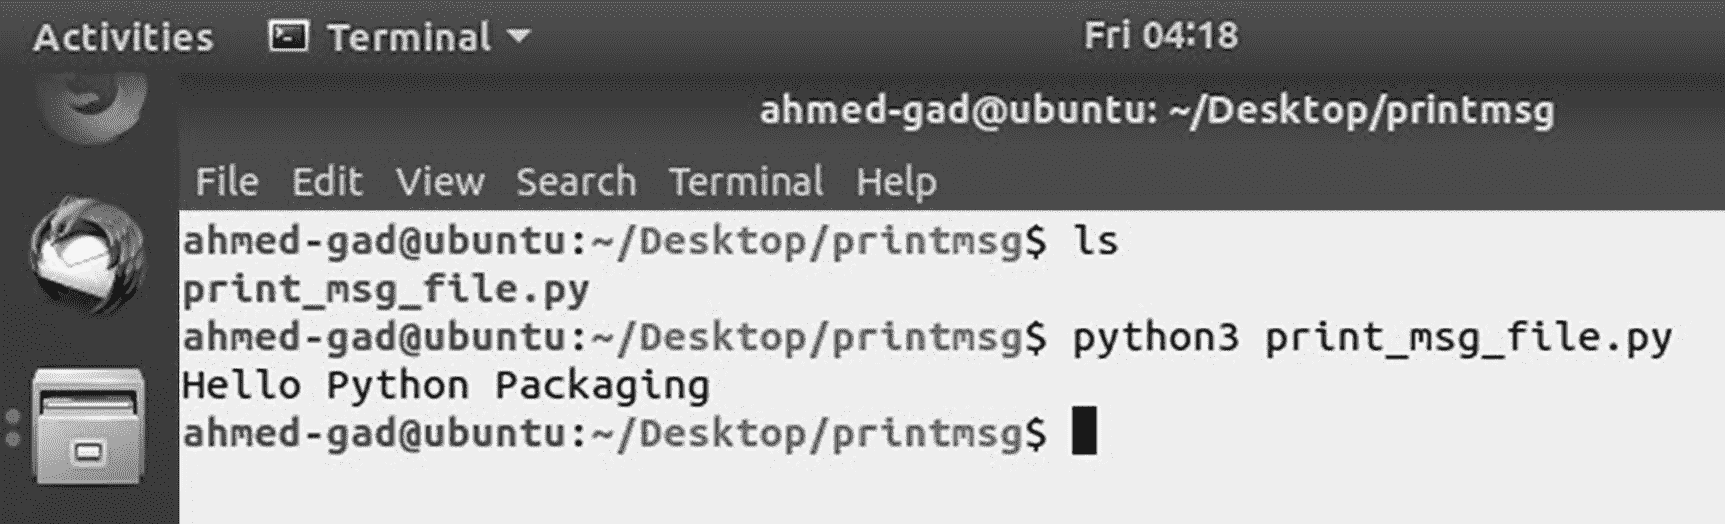 Activities Terminal Fri 04:18
ahmed-gad@ubuntu: ~/Desktop/printmsg
File Edit View Search Terminal Help
ahmed-gad@ubuntu:~/Desktop/printmsg$ ls
print_msg_file.py
ahmed-gad@ubuntu:~/Desktop/printmsg$ python3 print_msg_file.py
Hello Python Packaging
ahmed-gad@ubuntu:~/Desktop/printmsg$